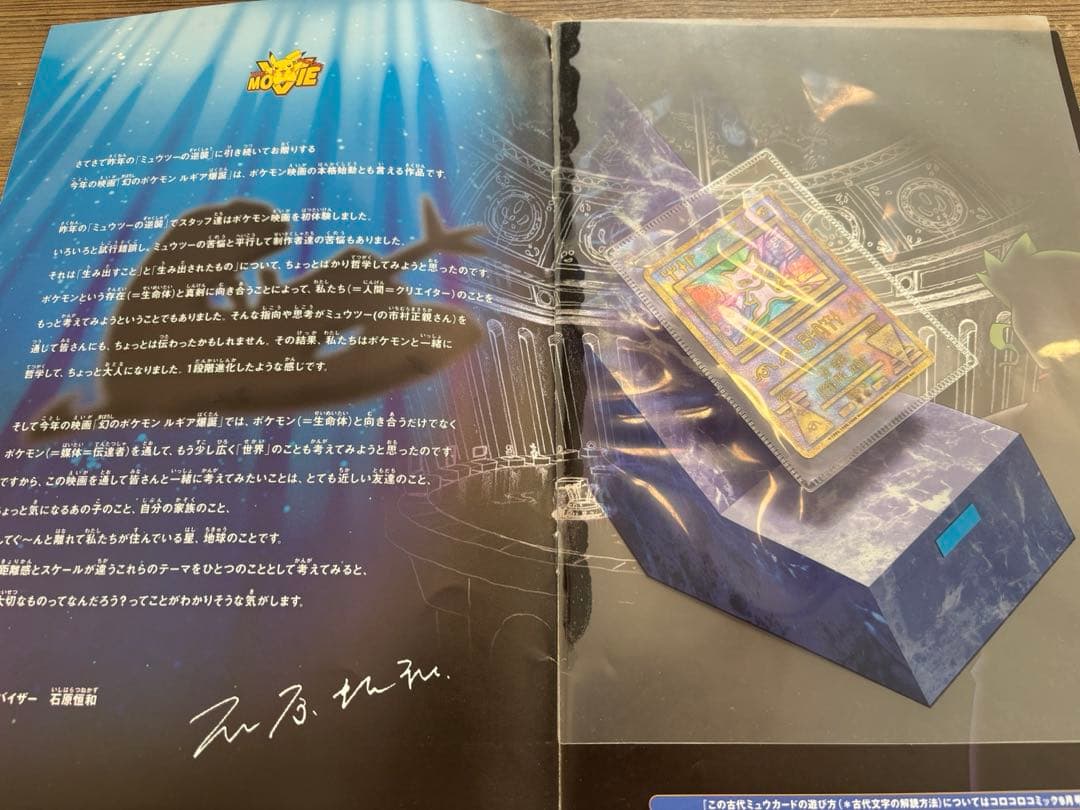 MOVIE
さてさて昨年の「ミュウツーの逆襲」に引き続いてお贈りする
今年の映画「幻のポケモン ルギア爆誕」は、ポケモン映画の本格始動とも言える作品です。
昨年の「ミュウツーの逆襲」でスタッフ達はポケモン映画を初体験しました。
いろいろと試行錯誤し、ミュウツーの苦悩と平行して制作者達の苦悩もありました。
それは「生み出すこと」と「生み出されたもの」について、ちょっとばかり哲学してみようと思ったのです。
ポケモンという存在(=生命体)と真剣に向き合うことによって、私たち(=人間=クリエイター)のことを
もっと考えてみようということでもありました。そんな指向や思考がミュウツー(の市村正親さん)を
通じて皆さんにも、ちょっとは伝わったかもしれません。その結果、私たちはポケモンと一緒に
哲学して、ちょっと大人になりました。1段階進化したような感じです。
そして今年の映画「幻のポケモン ルギア爆誕」では、ポケモン(=生命体)と向き合うだけでなく
ポケモン(=媒体=伝達者)を通して、もう少し広く「世界」のことも考えてみようと思ったのです。
ですから、この映画を通して皆さんと一緒に考えてみたいことは、とても近しい友達のこと、
ちょっと気になるあの子のこと、自分の家族のこと、
してぐ〜んと離れて私たちが住んでいる星、地球のことです。
距離感とスケールが違うこれらのテーマをひとつのこととして考えてみると、
大切なものってなんだろう?ってことがわかりそうな気がします。
バイザー 石原恒和
石原恒和
「この古代ミュウカードの遊び方(*古代文字の解読方法)についてはコロコロコミック9月